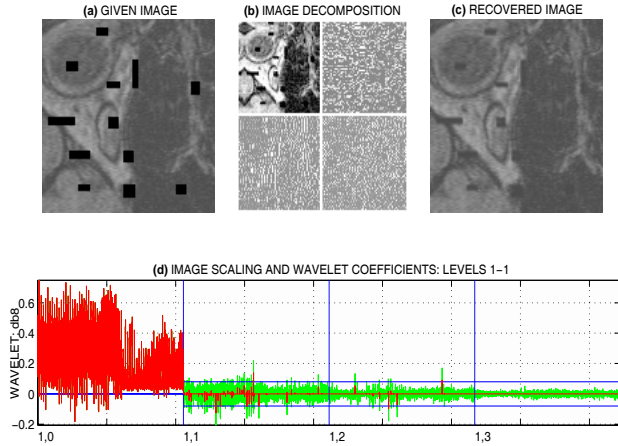 (a) GIVEN IMAGE
(b) IMAGE DECOMPOSITION
(c) RECOVERED IMAGE
(d) IMAGE SCALING AND WAVELET COEFFICIENTS: LEVELS 1-1
WAVELET: db8
0.6
0.4
0.2
0
-0.2
1,0
1,1
1,2
1,3